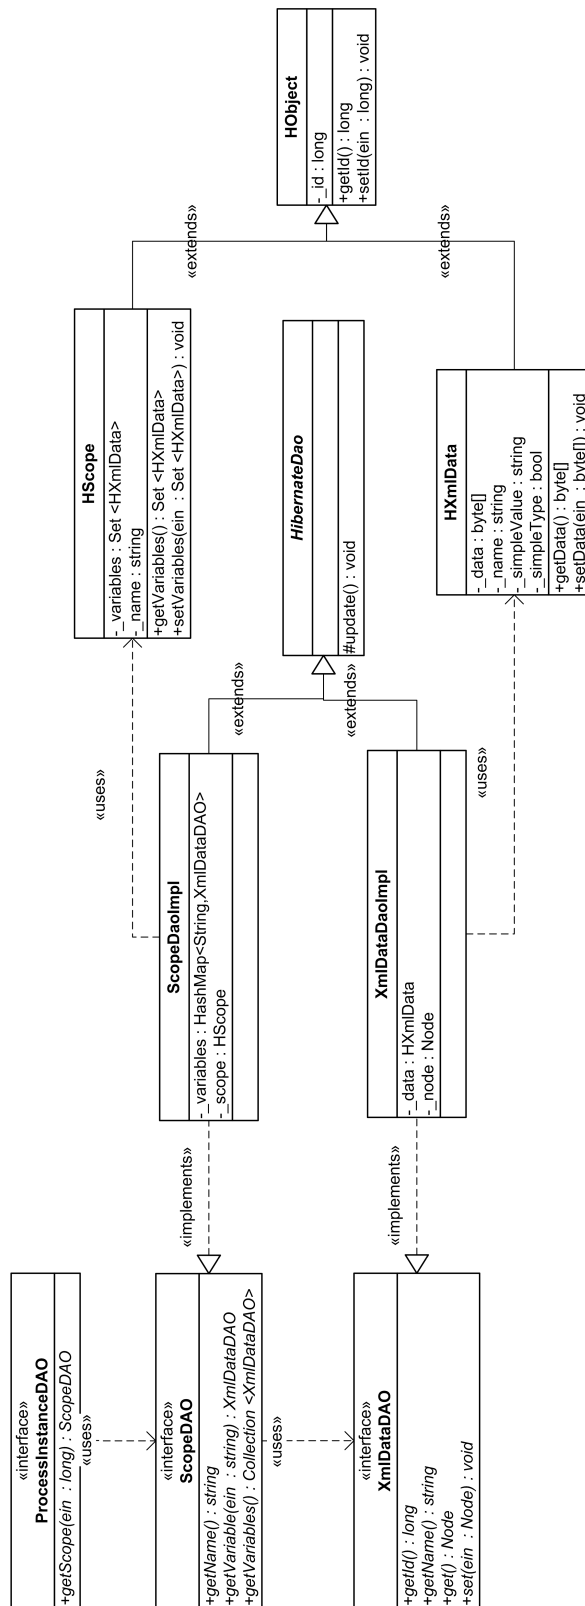 «interface»
ProcessInstanceDAO
+getScope(ein : long) : ScopeDAO
«uses»
«interface»
ScopeDAO
+getName() : string
+getVariable(ein : string) : XmlDataDAO
+getVariables() : Collection <XmlDataDAO>
«uses»
«interface»
XmlDataDAO
+getId() : long
+getName() : string
+get() : Node
+set(ein : Node) : void
«implements»
«implements»
ScopeDaoImpl
-_variables : HashMap<String,XmlDataDAO>
-_scope : HScope
XmlDataDaoImpl
-_data : HXmlData
-_node : Node
«uses»
«extends»
«extends»
«uses»
HScope
-_variables : Set <HXmlData>
-_name : string
+getVariables() : Set <HXmlData>
+setVariables(ein : Set <HXmlData>) : void
HibernateDao
#update() : void
HXmlData
-_data : byte[]
-_name : string
-_simpleValue : string
-_simpleType : bool
+getData() : byte[]
+setData(ein : byte[]) : void
«extends»
«extends»
HObject
-_id : long
+getId() : long
+setId(ein : long) : void